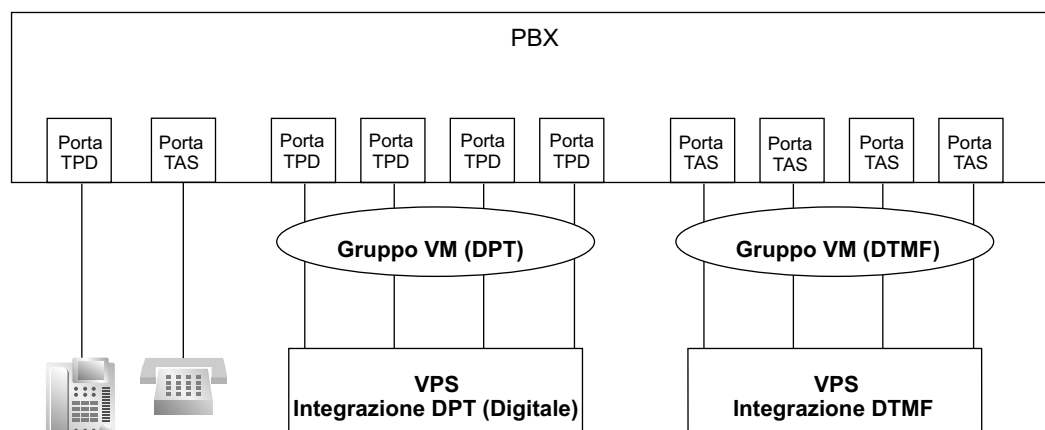 PBX
Porta
TPD
Porta
TAS
Porta
TPD
Porta
TPD
Porta
TPD
Porta
TPD
Porta
TAS
Porta
TAS
Porta
TAS
Porta
TAS
Gruppo VM (DPT)
Gruppo VM (DTMF)
VPS
Integrazione DPT (Digitale)
VPS
Integrazione DTMF